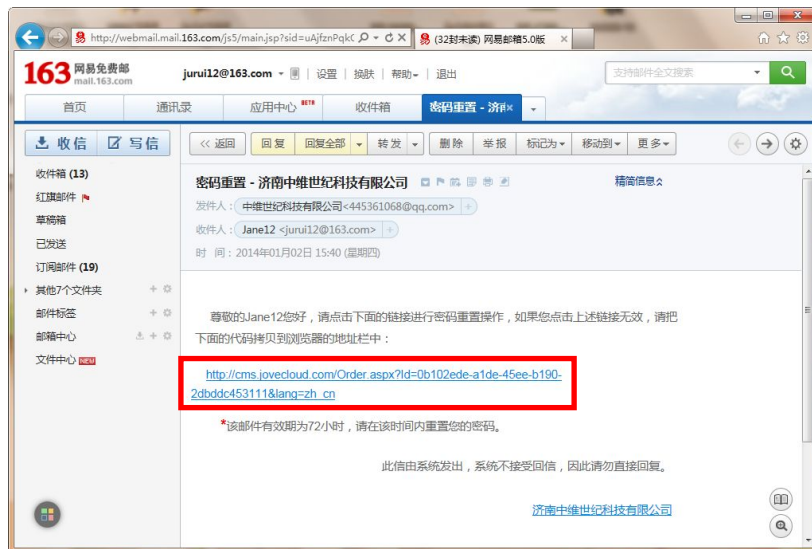 http://webmail.mail.163.com/js5/main.jsp?sid=uAjfznPqk
(32封未读) 网易邮箱5.0版
163 网易免费邮
mail.163.com
jurui12@163.com | 设置 | 换肤 | 帮助 | 退出
支持邮件全文搜索
首页 通讯录 应用中心 BETA 收件箱 密码重置 - 济
收信 写信
<< 返回 回复 回复全部 转发 删除 举报 标记为 移动到 更多
收件箱 (13)
红旗邮件
草稿箱
已发送
订阅邮件 (19)
其他7个文件夹
邮件标签
邮箱中心
文件中心 NEW
密码重置 - 济南中维世纪科技有限公司
精简信息
发件人：中维世纪科技有限公司<445361068@qq.com> +
收件人：Jane12 <jurui12@163.com> +
时 间：2014年01月02日 15:40 (星期四)
尊敬的Jane12您好，请点击下面的链接进行密码重置操作，如果您点击上述链接无效，请把
下面的代码拷贝到浏览器的地址栏中：
http://cms.jovecloud.com/Order.aspx?Id=0b102ede-a1de-45ee-b190-
2dbddc453111&lang=zh_cn
*该邮件有效期为72小时，请在该时间内重置您的密码。
此信由系统发出，系统不接受回信，因此请勿直接回复。
济南中维世纪科技有限公司